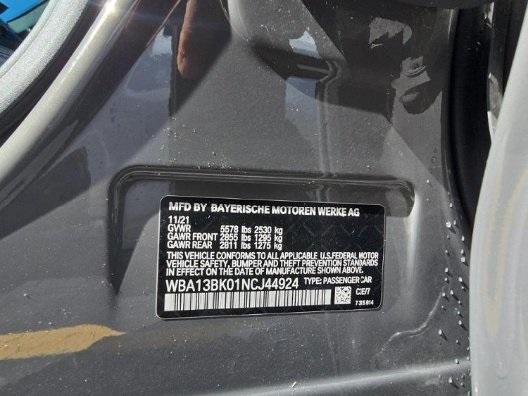 MFD BY BAYERISCHE MOTOREN WERKE AG
11/21
GVWR 5578 lbs 2530 kg
GAWR FRONT 2855 lbs 1295 kg
GAWR REAR 2811 lbs 1275 kg
THIS VEHICLE CONFORMS TO ALL APPLICABLE U.S.FEDERAL MOTOR
VEHICLE SAFETY, BUMPER AND THEFT PREVENTION STANDARDS
IN EFFECT ON THE DATE OF MANUFACTURE SHOWN ABOVE.
WBA13BK01NCJ44924 TYPE: PASSENGER CAR